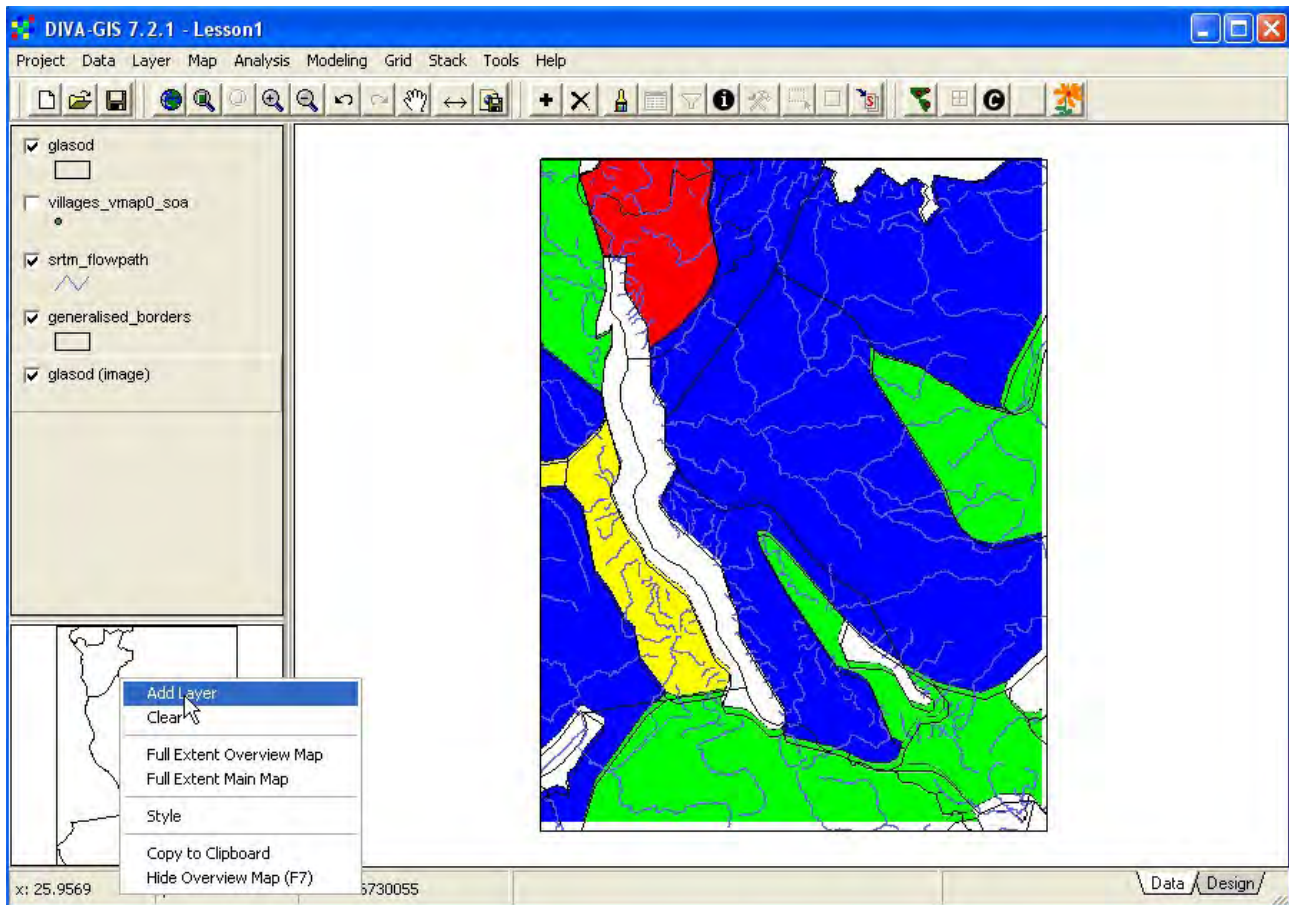 DIVA-GIS 7.2.1 - Lesson1
Project Data Layer Map Analysis Modeling Grid Stack Tools Help
glasod
villages_vmap0_soa
srtm_flowpath
generalised_borders
glasod (image)
Add Layer
Clear
Full Extent Overview Map
Full Extent Main Map
Style
Copy to Clipboard
Hide Overview Map (F7)
x: 25.9569 6730055
Data Design